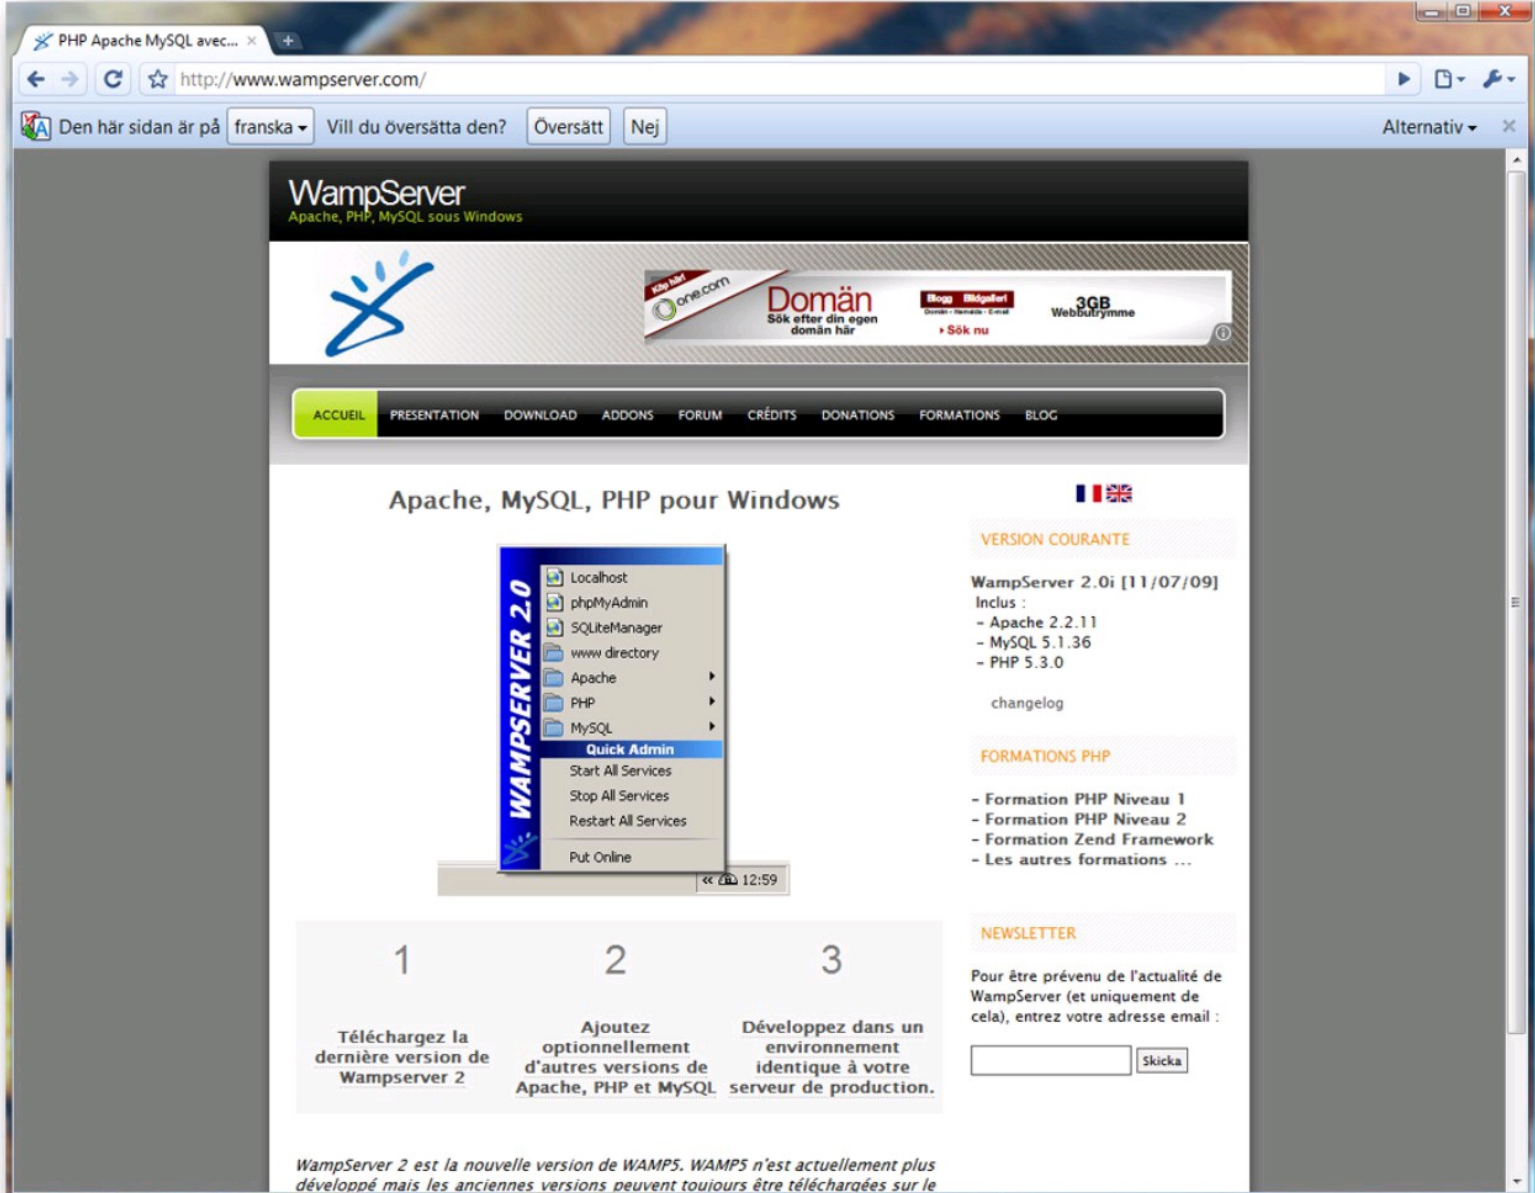 PHP Apache MySQL avec...
http://www.wampserver.com/
Den här sidan är på franska Vill du översätta den? Översätt Nej Alternativ
WampServer
Apache, PHP, MySQL sous Windows
Köp här!
one.com
Domän
Sök efter din egen
domän här
Blogg Bildgalleri
Domän - Hemsida - E-mail
Sök nu
3GB
Webbutrymme
ACCUEIL PRESENTATION DOWNLOAD ADDONS FORUM CRÉDITS DONATIONS FORMATIONS BLOG
Apache, MySQL, PHP pour Windows
WAMPSERVER 2.0
Localhost
phpMyAdmin
SQLiteManager
www directory
Apache
PHP
MySQL
Quick Admin
Start All Services
Stop All Services
Restart All Services
Put Online
« 12:59
1
Téléchargez la
dernière version de
Wampserver 2
2
Ajoutez
optionnellement
d'autres versions de
Apache, PHP et MySQL
3
Développez dans un
environnement
identique à votre
serveur de production.
WampServer 2 est la nouvelle version de WAMP5. WAMP5 n'est actuellement plus
développé mais les anciennes versions peuvent toujours être téléchargées sur le
VERSION COURANTE
WampServer 2.0i [11/07/09]
Inclus :
- Apache 2.2.11
- MySQL 5.1.36
- PHP 5.3.0
changelog
FORMATIONS PHP
- Formation PHP Niveau 1
- Formation PHP Niveau 2
- Formation Zend Framework
- Les autres formations ...
NEWSLETTER
Pour être prévenu de l'actualité de
WampServer (et uniquement de
cela), entrez votre adresse email :
Skicka